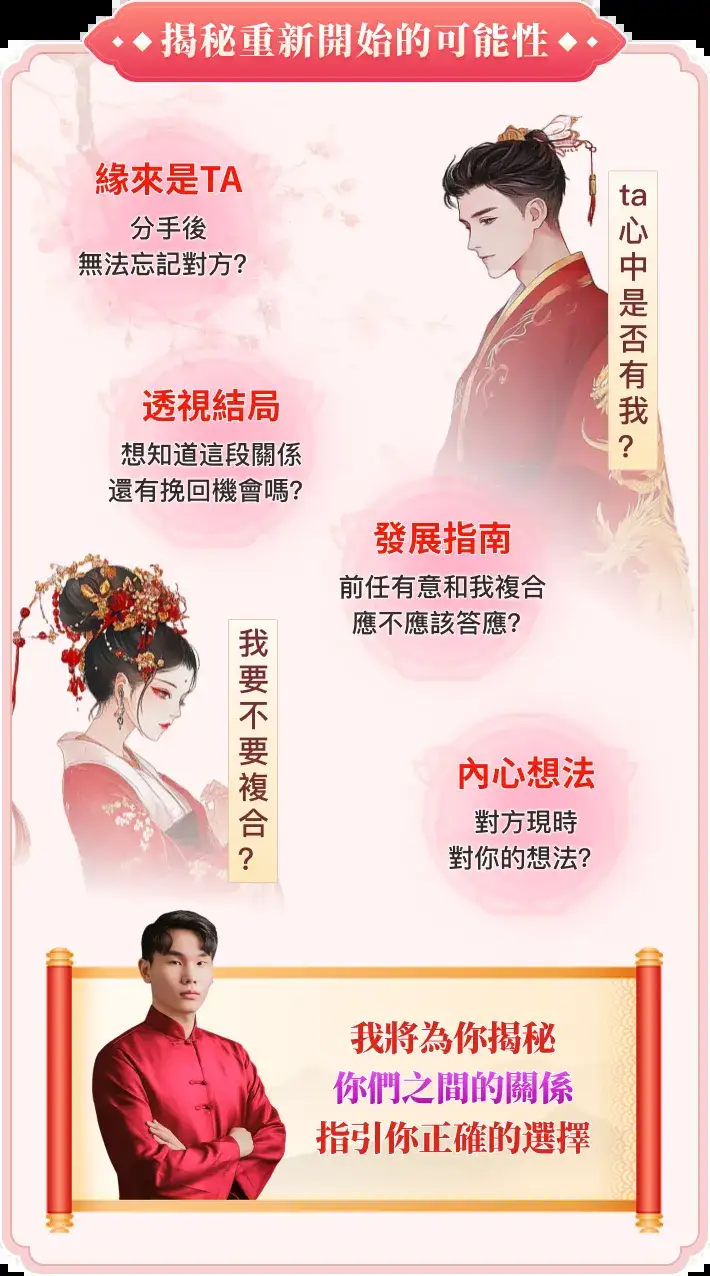 揭秘重新開始的可能性
緣來是TA
分手後
無法忘記對方?
ta心中是否有我?
透視結局
想知道這段關係
還有挽回機會嗎?
發展指南
前任有意和我複合
應不應該答應?
我要不要複合?
內心想法
對方現時
對你的想法?
我將為你揭秘
你們之間的關係
指引你正確的選擇